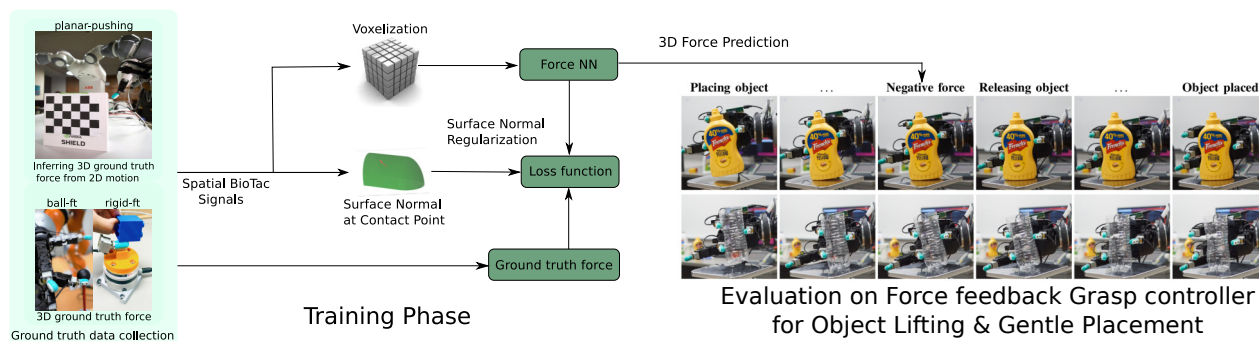 planar-pushing
SHIELD
Inferring 3D ground truth
force from 2D motion
ball-ft
rigid-ft
3D ground truth force
Ground truth data collection
Spatial BioTac
Signals
Voxelization
Surface Normal
at Contact Point
Surface Normal
Regularization
Force NN
Loss function
Ground truth force
Training Phase
3D Force Prediction
Placing object
...
Negative force
Releasing object
...
Object placed
Evaluation on Force feedback Grasp controller
for Object Lifting & Gentle Placement